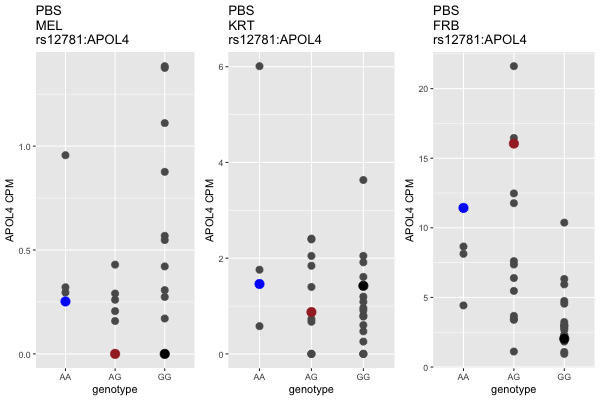 PBS
MEL
rs12781:APOL4
APOL4 CPM
1.0
0.5
0.0
AA AG GG
genotype
PBS
KRT
rs12781:APOL4
APOL4 CPM
6
4
2
0
AA AG GG
genotype
PBS
FRB
rs12781:APOL4
APOL4 CPM
20
15
10
5
0
AA AG GG
genotype